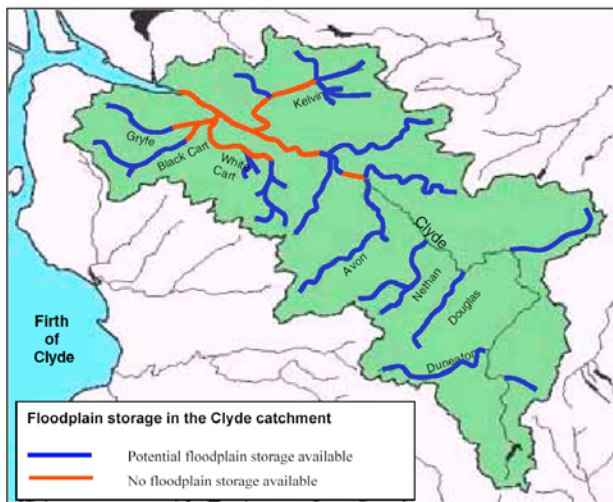 Kelvin
Gryfe
Black Cart
White
Cart
Clyde
Avon
Nethan
Douglas
Duneaton
Firth
of
Clyde
Floodplain storage in the Clyde catchment
Potential floodplain storage available
No floodplain storage available